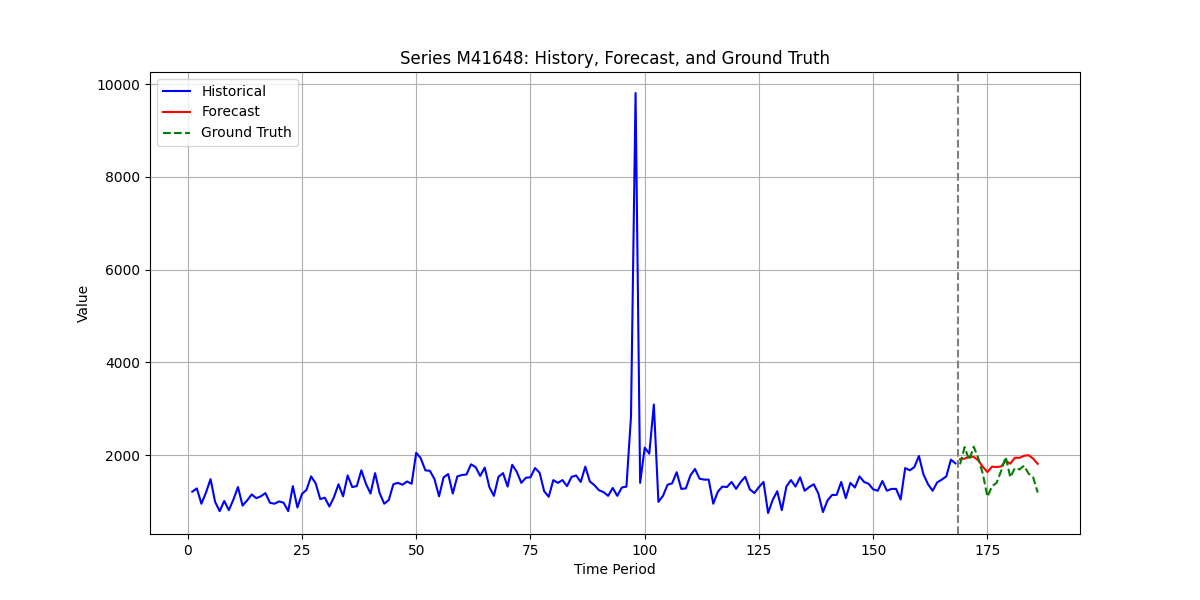 Series M41648: History, Forecast, and Ground Truth
Historical
Forecast
Ground Truth
10000
8000
6000
4000
2000
Value
0 25 50 75 100 125 150 175
Time Period